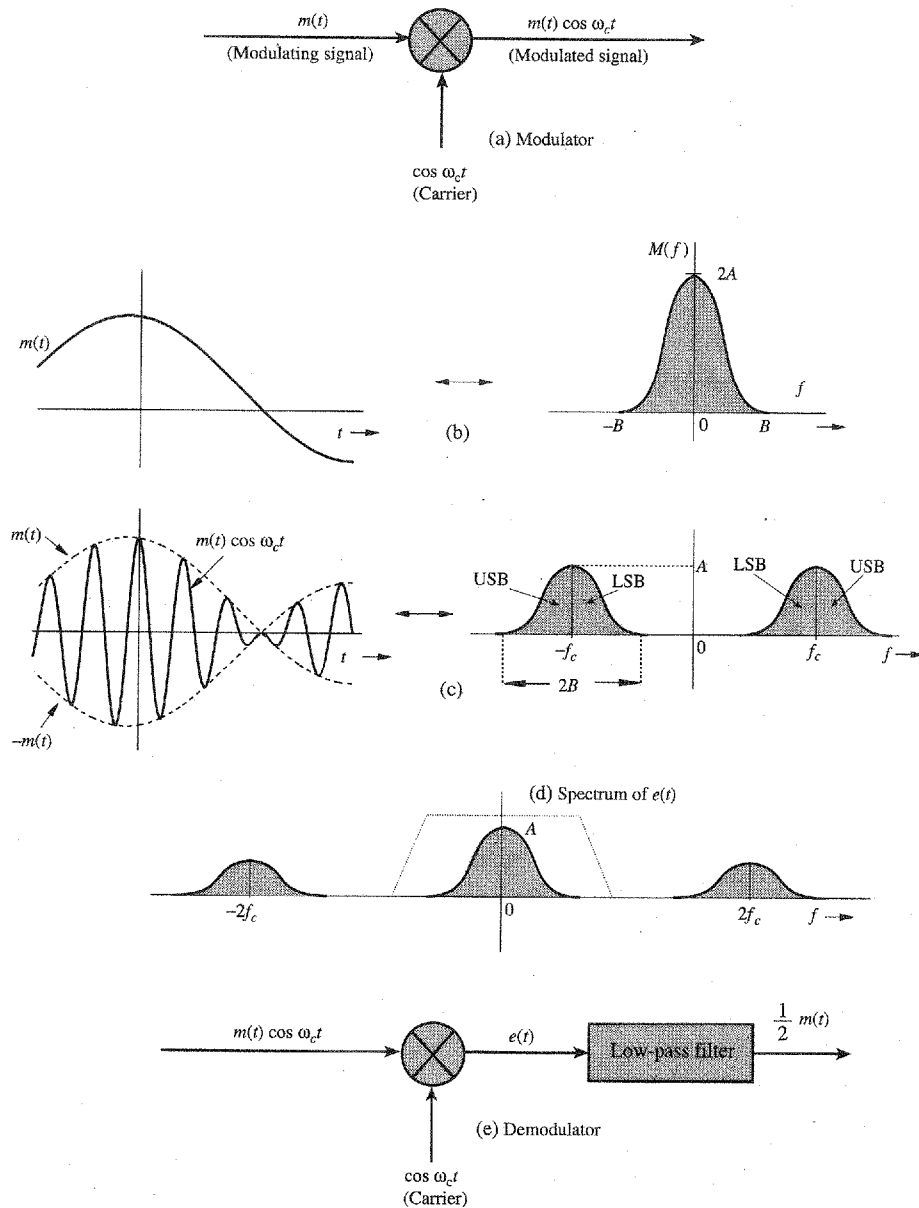 m(t)
m(t) cos ω_c t
(Modulating signal)
(Modulated signal)
(a) Modulator
cos ω_c t
(Carrier)
M(f)
2A
m(t)
f
t
(b)
–B
0
B
m(t)
m(t) cos ω_c t
USB
LSB
A
LSB
USB
t
–f_c
0
f_c
f
–m(t)
(c)
2B
(d) Spectrum of e(t)
A
–2f_c
0
2f_c
f
m(t) cos ω_c t
e(t)
Low-pass filter
1/2 m(t)
(e) Demodulator
cos ω_c t
(Carrier)